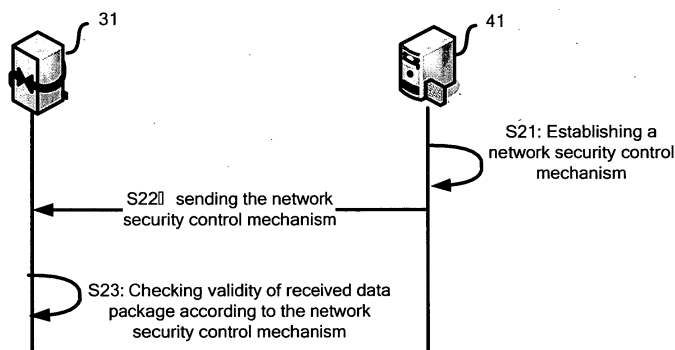 31
41
S21: Establishing a
network security control
mechanism
S22▯ sending the network
security control mechanism
S23: Checking validity of received data
package according to the network
security control mechanism